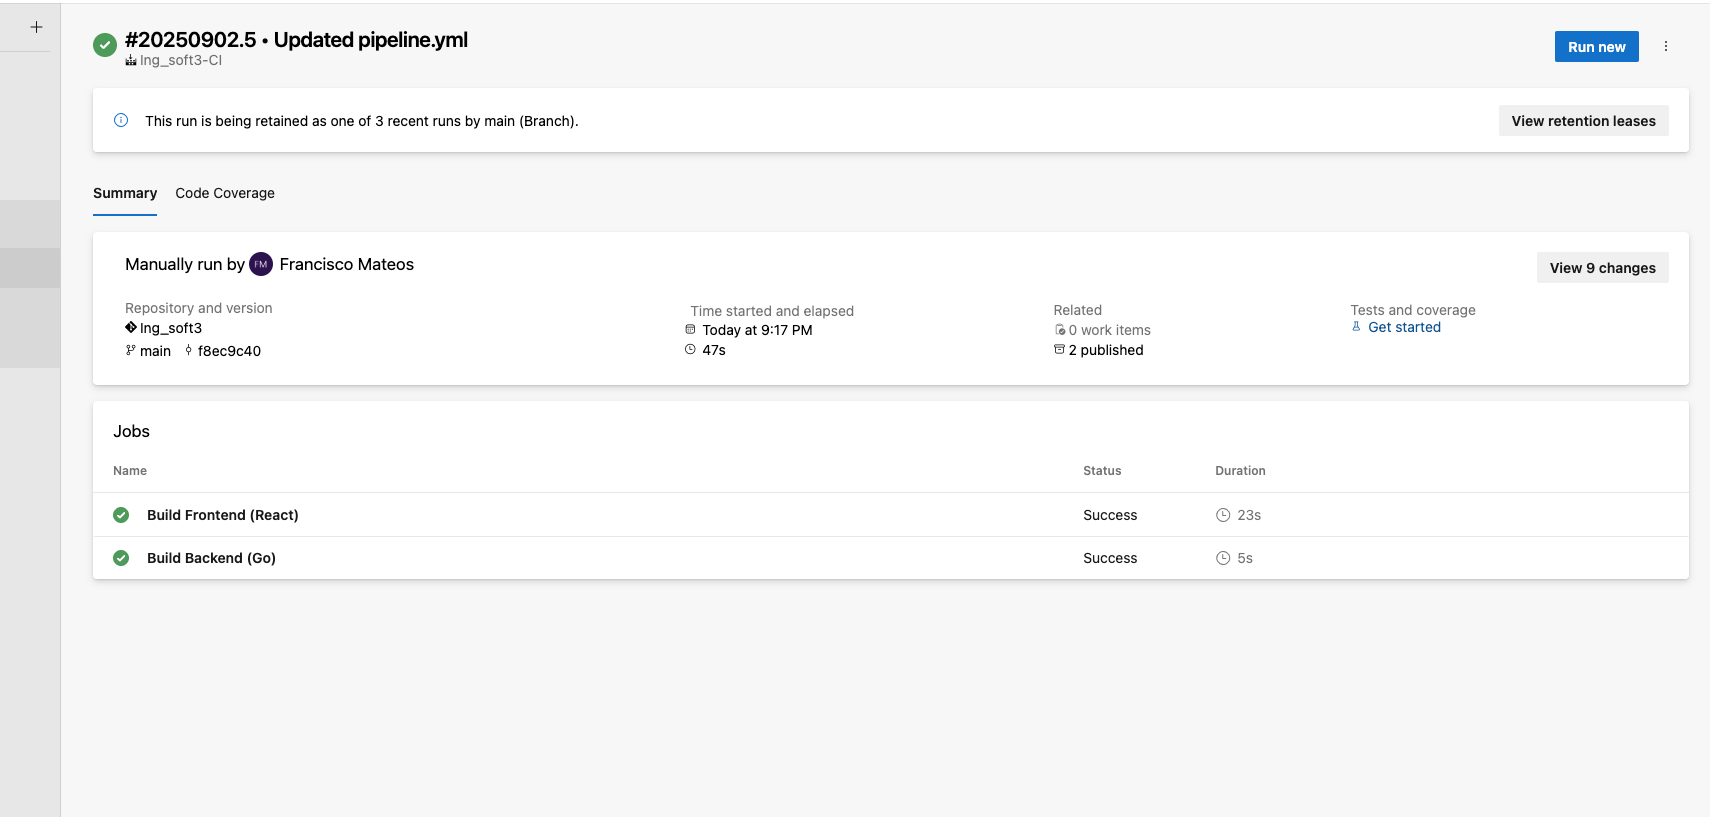 #20250902.5 • Updated pipeline.yml
Ing_soft3-CI
Run new
This run is being retained as one of 3 recent runs by main (Branch).
View retention leases
Summary
Code Coverage
Manually run by FM Francisco Mateos
View 9 changes
Repository and version
Ing_soft3
main f8ec9c40
Time started and elapsed
Today at 9:17 PM
47s
Related
0 work items
2 published
Tests and coverage
Get started
Jobs
Name Status Duration
Build Frontend (React) Success 23s
Build Backend (Go) Success 5s